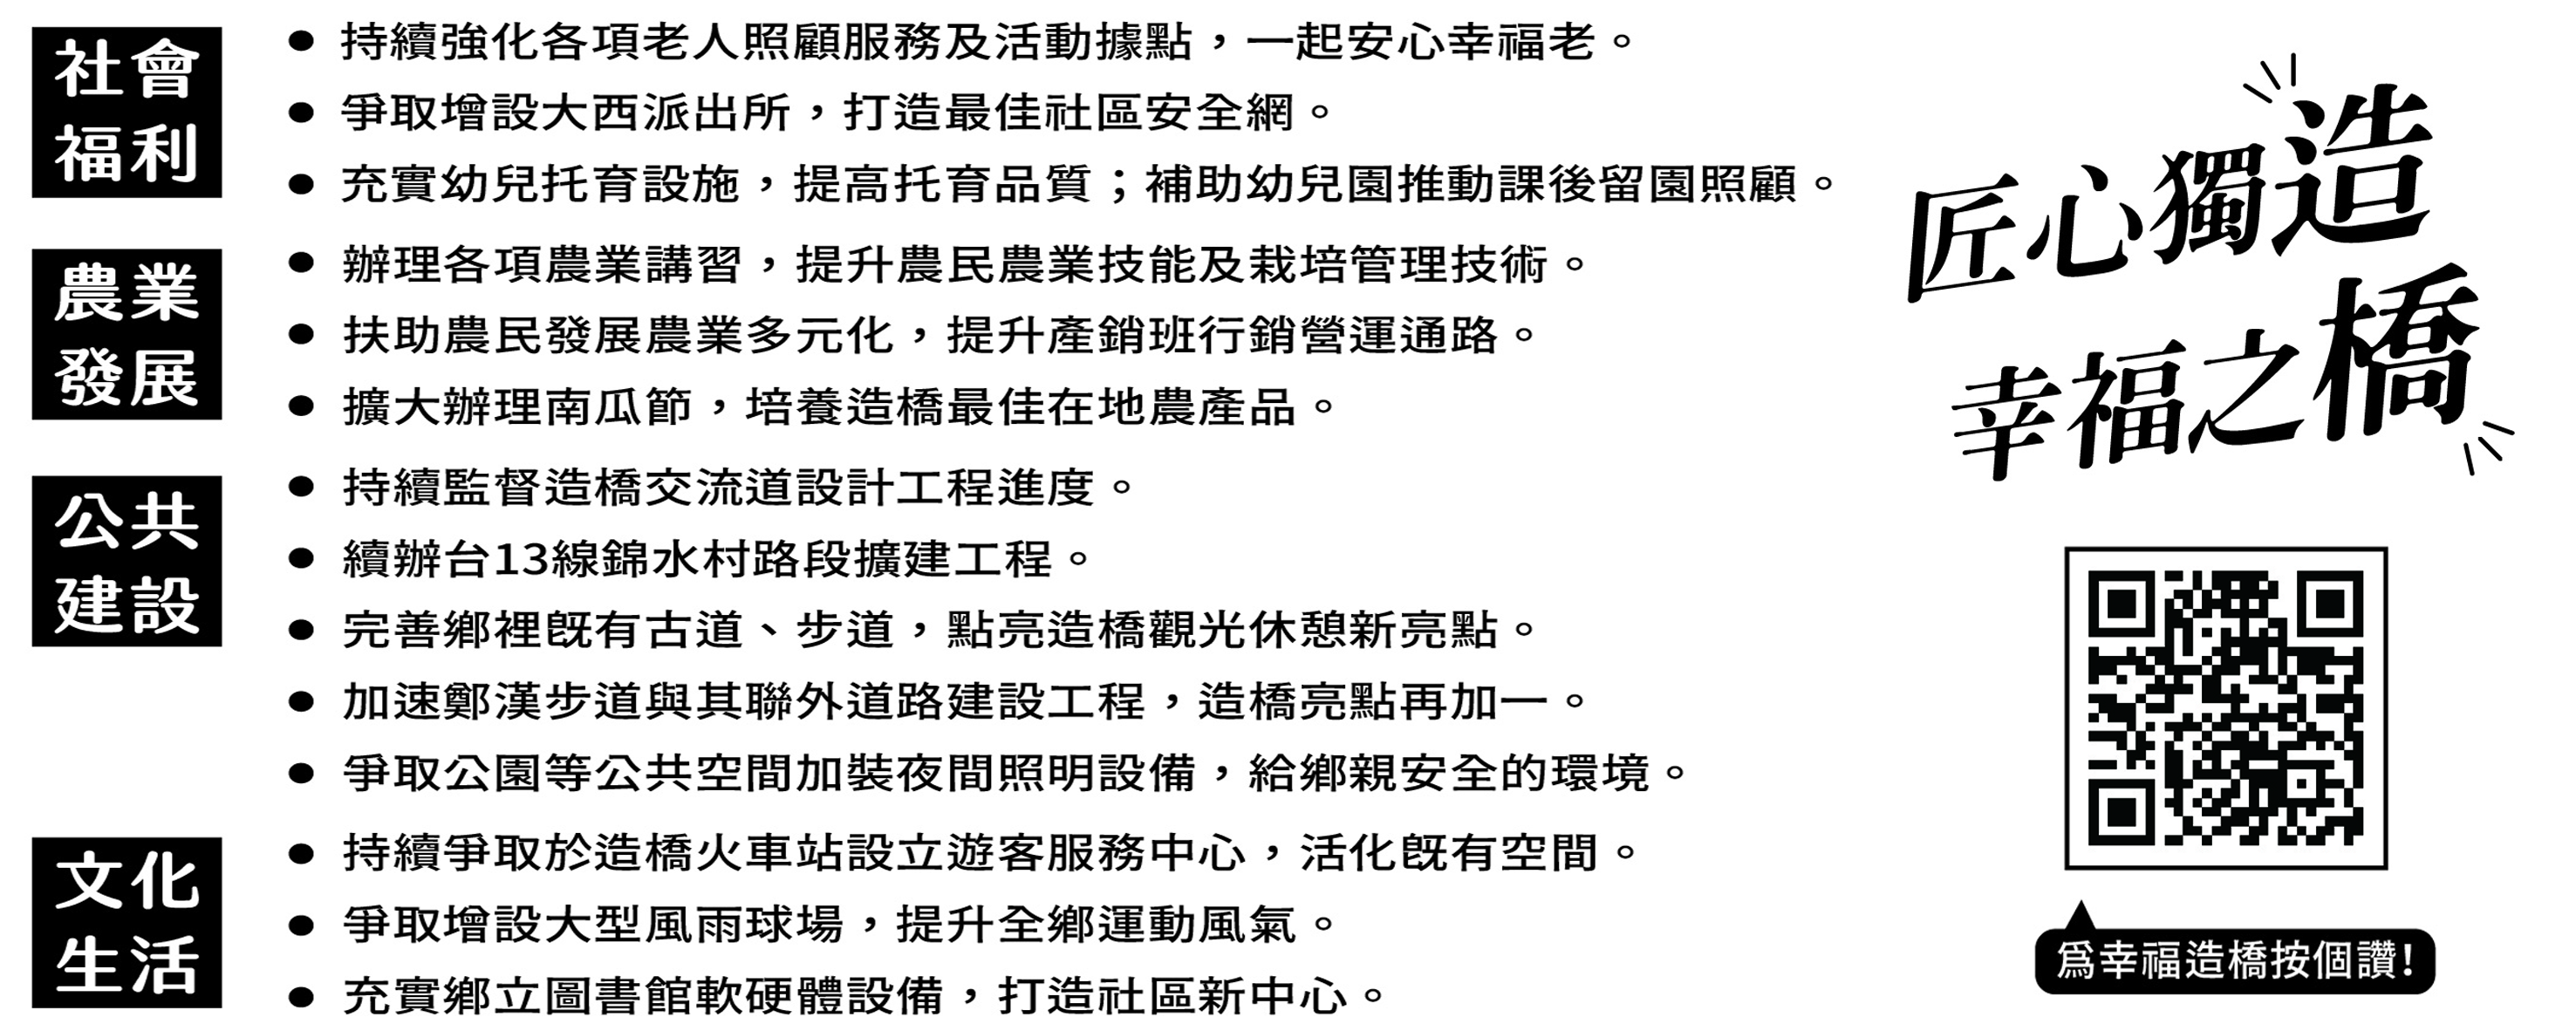 社會
福利
持續強化各項老人照顧服務及活動據點，一起安心幸福老。
爭取增設大西派出所，打造最佳社區安全網。
充實幼兒托育設施，提高托育品質；補助幼兒園推動課後留園照顧。
農業
發展
辦理各項農業講習，提升農民農業技能及栽培管理技術。
扶助農民發展農業多元化，提升產銷班行銷營運通路。
擴大辦理南瓜節，培養造橋最佳在地農產品。
公共
建設
持續監督造橋交流道設計工程進度。
續辦台13線錦水村路段擴建工程。
完善鄉裡既有古道、步道，點亮造橋觀光休憩新亮點。
加速鄭漢步道與其聯外道路建設工程，造橋亮點再加一。
爭取公園等公共空間加裝夜間照明設備，給鄉親安全的環境。
文化
生活
持續爭取於造橋火車站設立遊客服務中心，活化既有空間。
爭取增設大型風雨球場，提升全鄉運動風氣。
充實鄉立圖書館軟硬體設備，打造社區新中心。
匠心獨造
幸福之橋
爲幸福造橋按個讚!